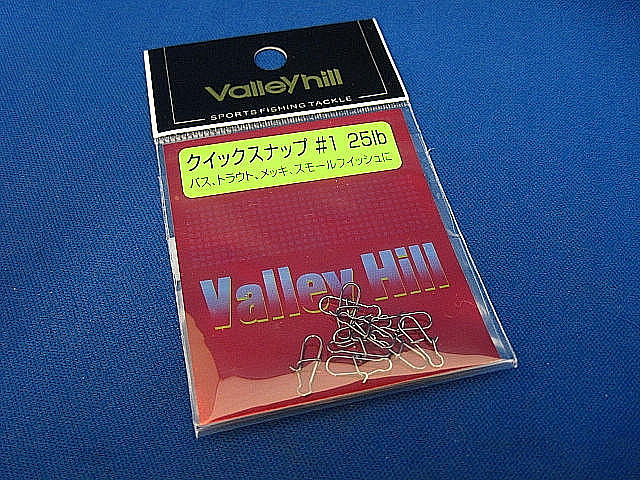 Valleyhill
SPORTS FISHING TACKLE
クイックスナップ #1 25lb
バス、トラウト、メッキ、スモールフィッシュに
Valley Hill